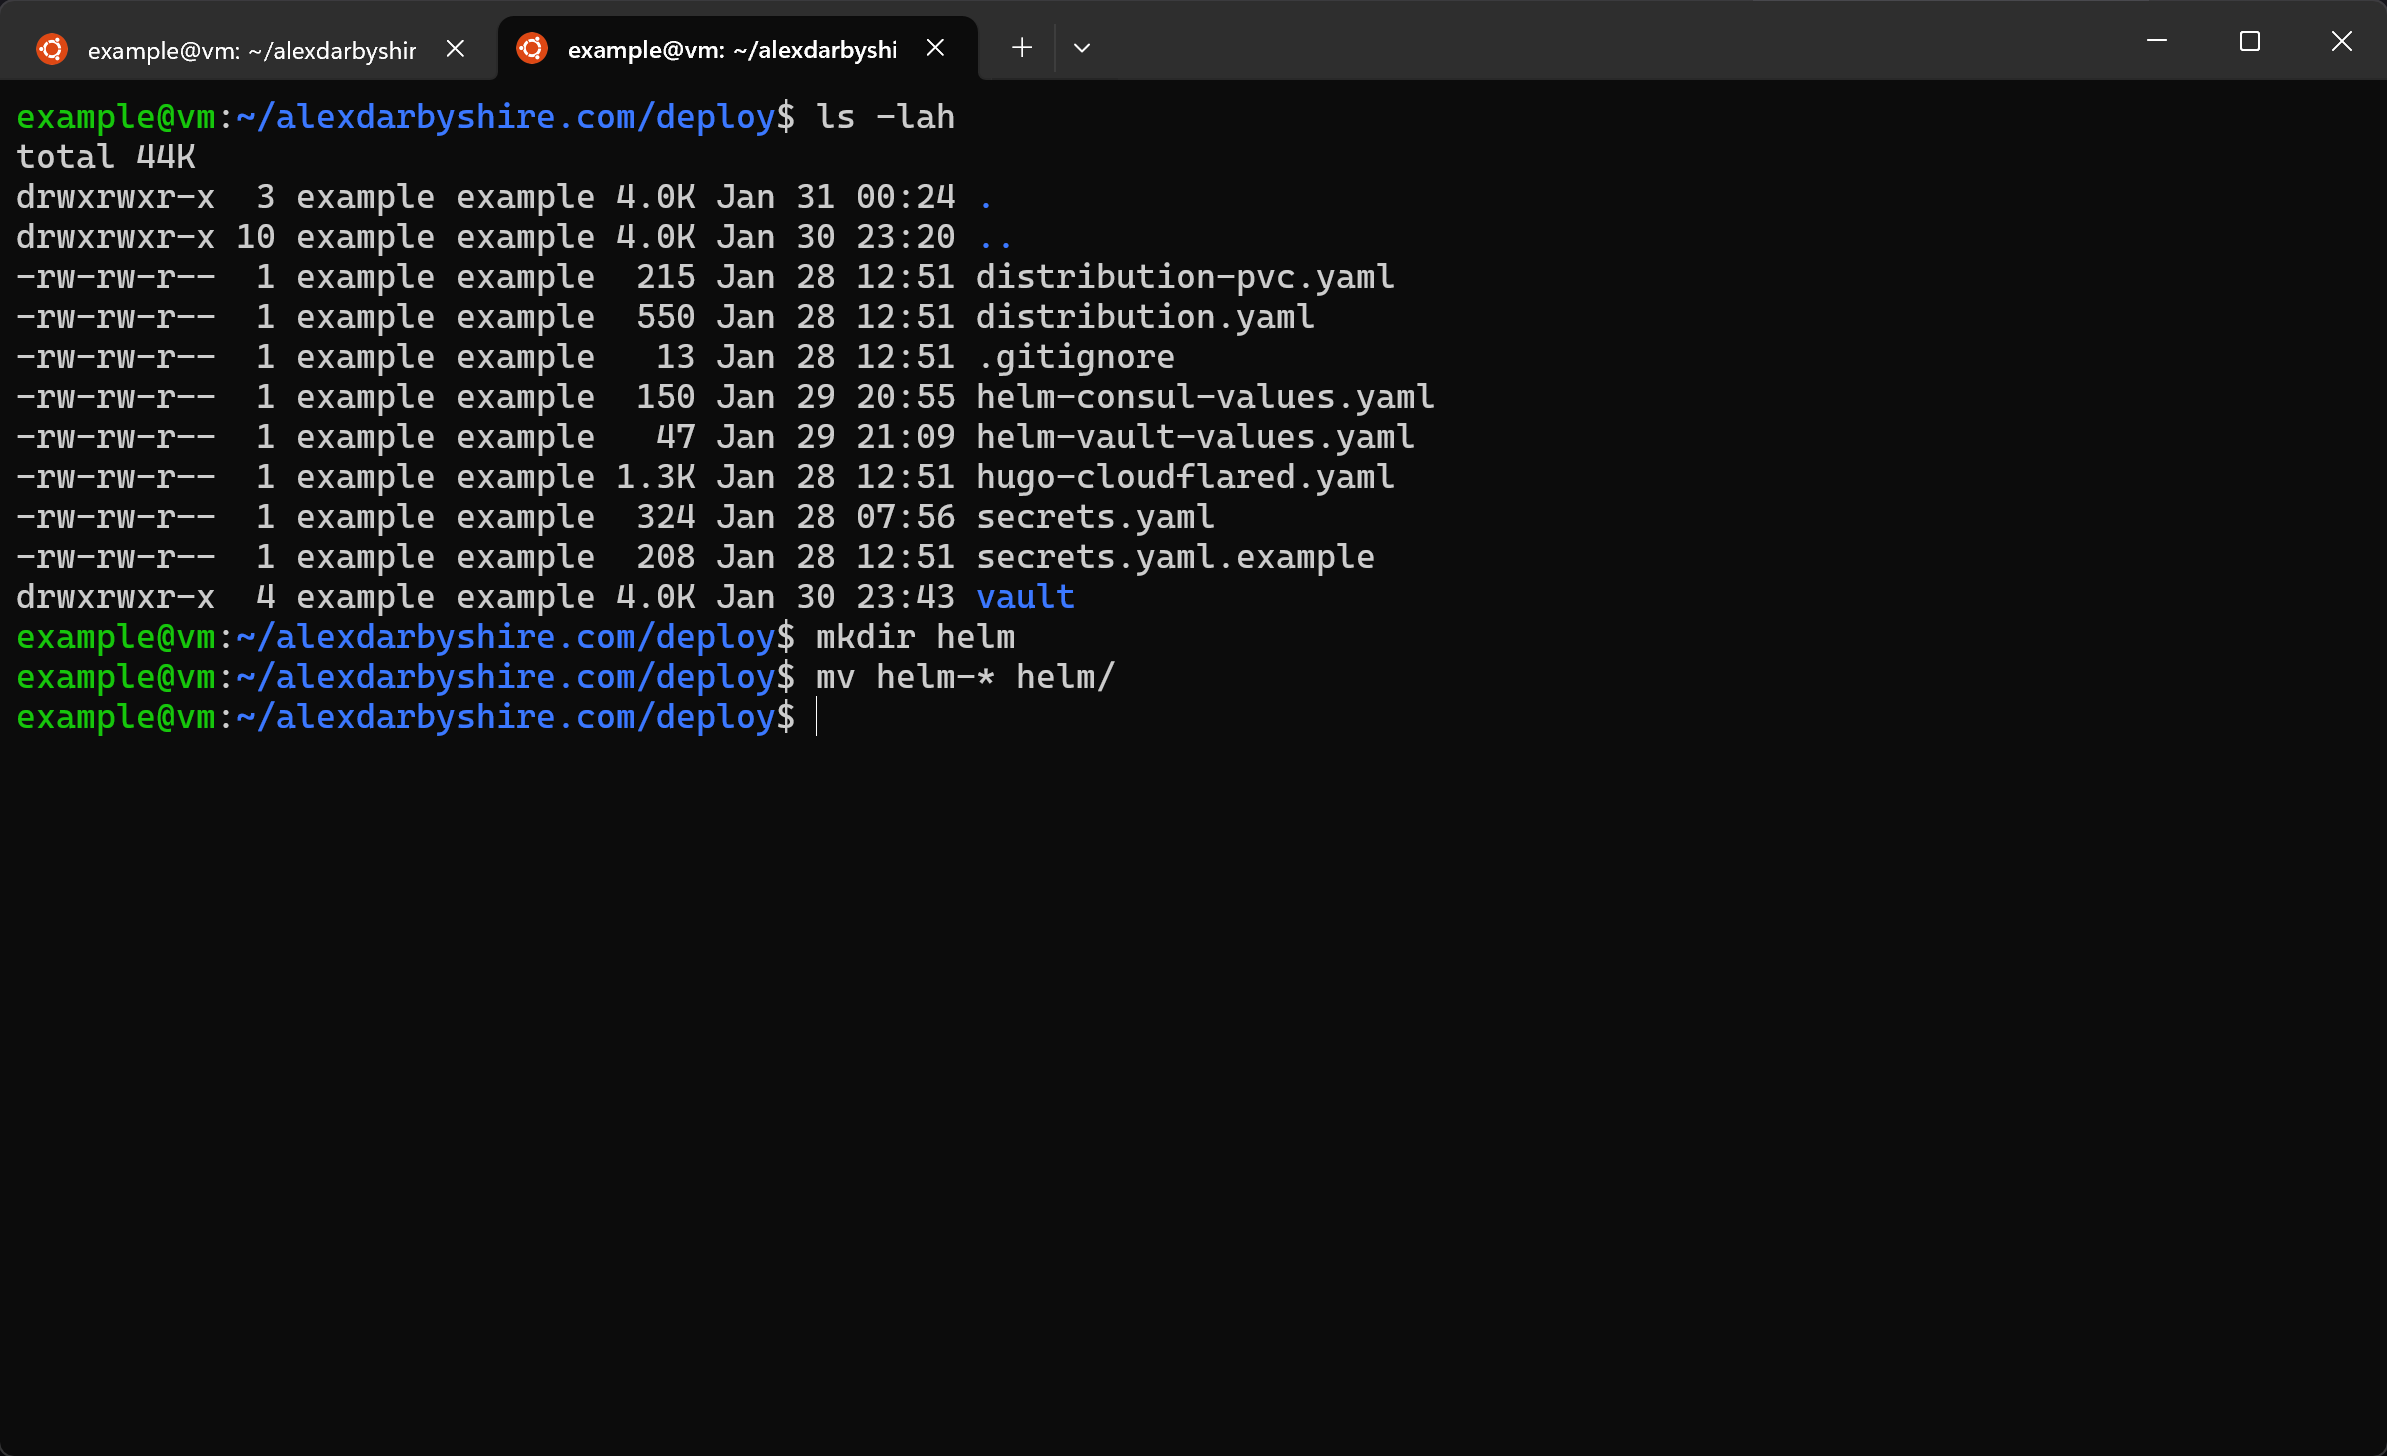 example@vm: ~/alexdarbyshir
example@vm: ~/alexdarbyshi
example@vm:~/alexdarbyshire.com/deploy$ ls -lah
total 44K
drwxrwxr-x  3 example example 4.0K Jan 31 00:24 .
drwxrwxr-x 10 example example 4.0K Jan 30 23:20 ..
-rw-rw-r--  1 example example  215 Jan 28 12:51 distribution-pvc.yaml
-rw-rw-r--  1 example example  550 Jan 28 12:51 distribution.yaml
-rw-rw-r--  1 example example   13 Jan 28 12:51 .gitignore
-rw-rw-r--  1 example example  150 Jan 29 20:55 helm-consul-values.yaml
-rw-rw-r--  1 example example   47 Jan 29 21:09 helm-vault-values.yaml
-rw-rw-r--  1 example example 1.3K Jan 28 12:51 hugo-cloudflared.yaml
-rw-rw-r--  1 example example  324 Jan 28 07:56 secrets.yaml
-rw-rw-r--  1 example example  208 Jan 28 12:51 secrets.yaml.example
drwxrwxr-x  4 example example 4.0K Jan 30 23:43 vault
example@vm:~/alexdarbyshire.com/deploy$ mkdir helm
example@vm:~/alexdarbyshire.com/deploy$ mv helm-* helm/
example@vm:~/alexdarbyshire.com/deploy$